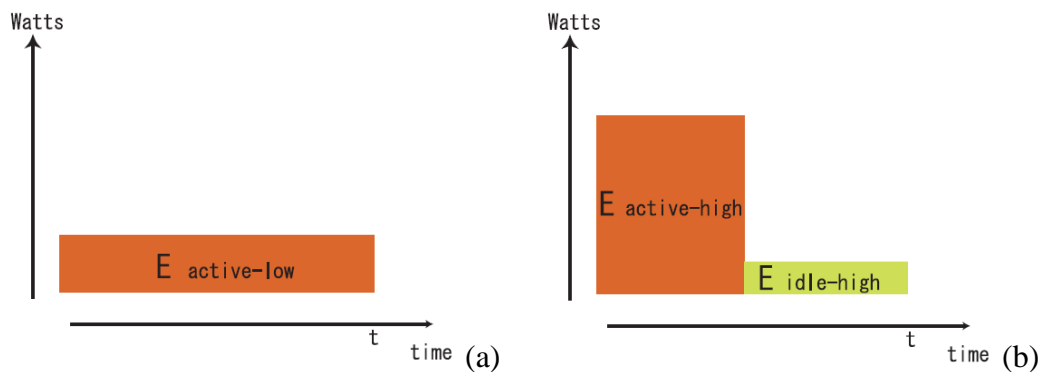 Watts
E active-low
t
time
(a)
Watts
E active-high
E idle-high
t
time
(b)